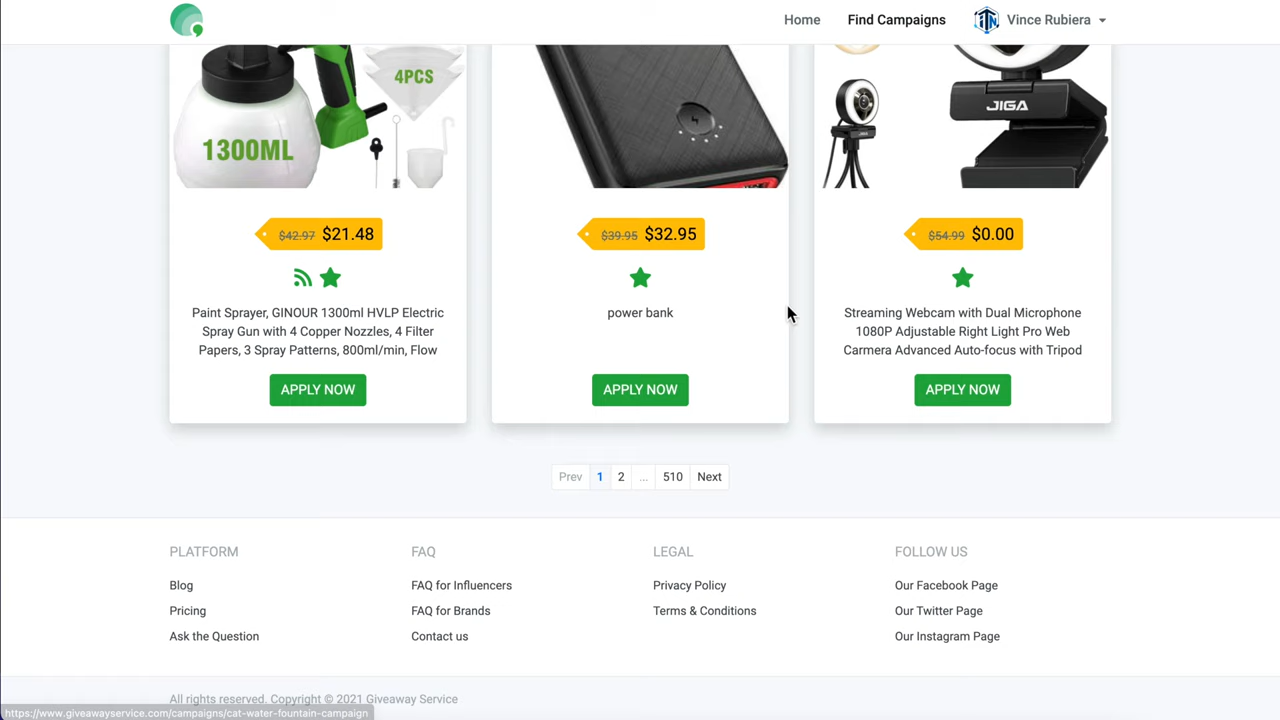 Home
Find Campaigns
Vince Rubiera
4PCS
1300ML
JIGA
$42.97 $21.48
$39.95 $32.95
$54.99 $0.00
Paint Sprayer, GINOUR 1300ml HVLP Electric
Spray Gun with 4 Copper Nozzles, 4 Filter
Papers, 3 Spray Patterns, 800ml/min, Flow
power bank
Streaming Webcam with Dual Microphone
1080P Adjustable Right Light Pro Web
Carmera Advanced Auto-focus with Tripod
APPLY NOW
APPLY NOW
APPLY NOW
Prev 1 2 ... 510 Next
PLATFORM
Blog
Pricing
Ask the Question
FAQ
FAQ for Influencers
FAQ for Brands
Contact us
LEGAL
Privacy Policy
Terms & Conditions
FOLLOW US
Our Facebook Page
Our Twitter Page
Our Instagram Page
All rights reserved. Copyright © 2021 Giveaway Service
https://www.giveawayservice.com/campaigns/cat-water-fountain-campaign